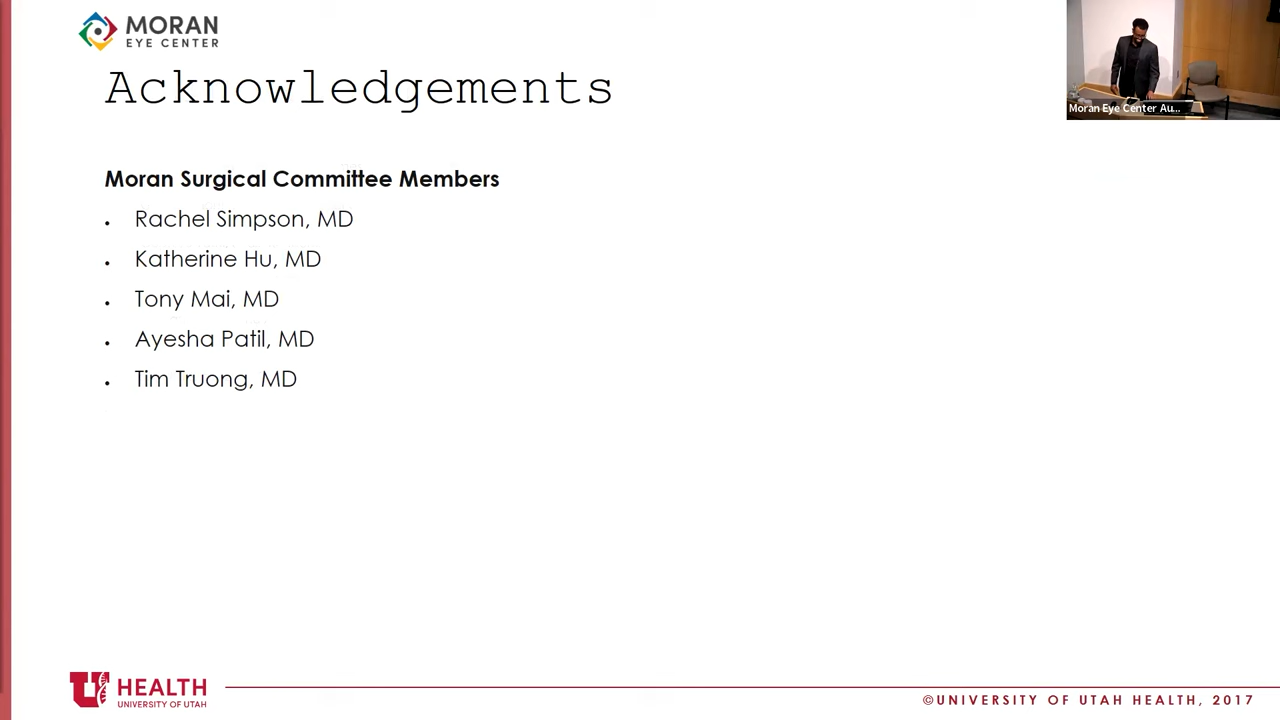 MORAN
EYE CENTER
Acknowledgements
Moran Eye Center Au...
Moran Surgical Committee Members
• Rachel Simpson, MD
• Katherine Hu, MD
• Tony Mai, MD
• Ayesha Patil, MD
• Tim Truong, MD
U HEALTH
UNIVERSITY OF UTAH
©UNIVERSITY OF UTAH HEALTH, 2017